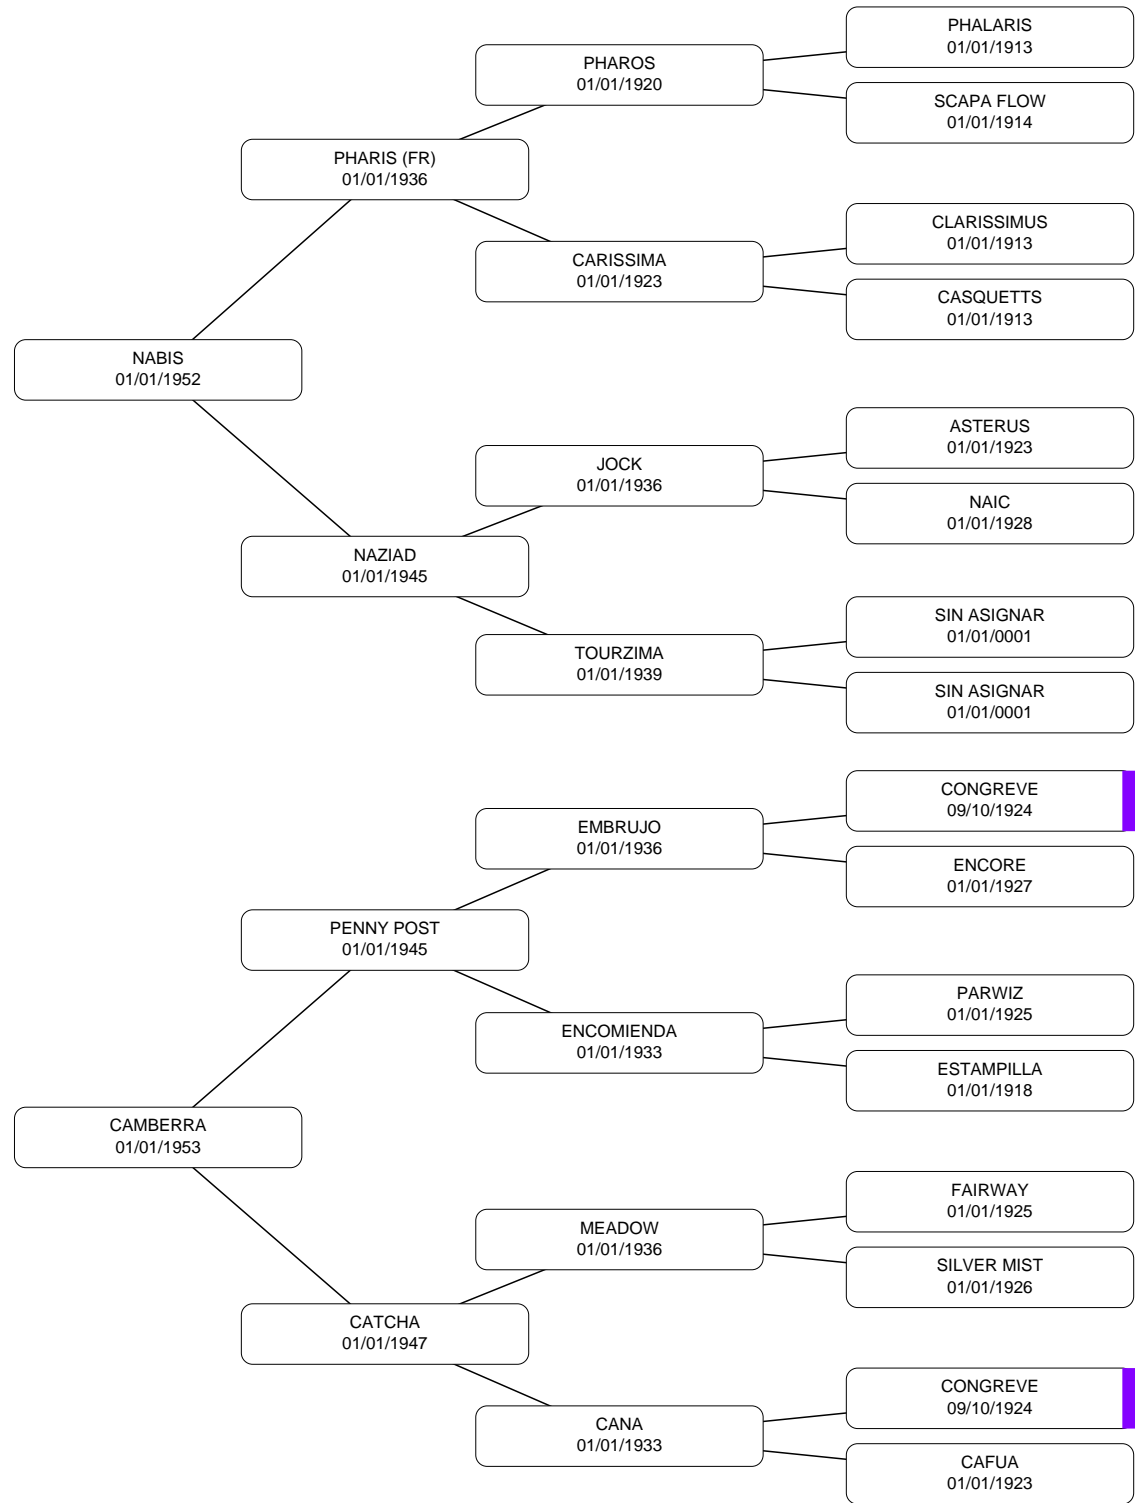 PHALARIS
01/01/1913
PHAROS
01/01/1920
SCAPA FLOW
01/01/1914
PHARIS (FR)
01/01/1936
CLARISSIMUS
01/01/1913
CARISSIMA
01/01/1923
CASQUETTS
01/01/1913
NABIS
01/01/1952
ASTERUS
01/01/1923
JOCK
01/01/1936
NAIC
01/01/1928
NAZIAD
01/01/1945
SIN ASIGNAR
01/01/0001
TOURZIMA
01/01/1939
SIN ASIGNAR
01/01/0001
CONGREVE
09/10/1924
EMBRUJO
01/01/1936
ENCORE
01/01/1927
PENNY POST
01/01/1945
PARWIZ
01/01/1925
ENCOMIENDA
01/01/1933
ESTAMPILLA
01/01/1918
CAMBERRA
01/01/1953
FAIRWAY
01/01/1925
MEADOW
01/01/1936
SILVER MIST
01/01/1926
CATCHA
01/01/1947
CONGREVE
09/10/1924
CANA
01/01/1933
CAFUA
01/01/1923